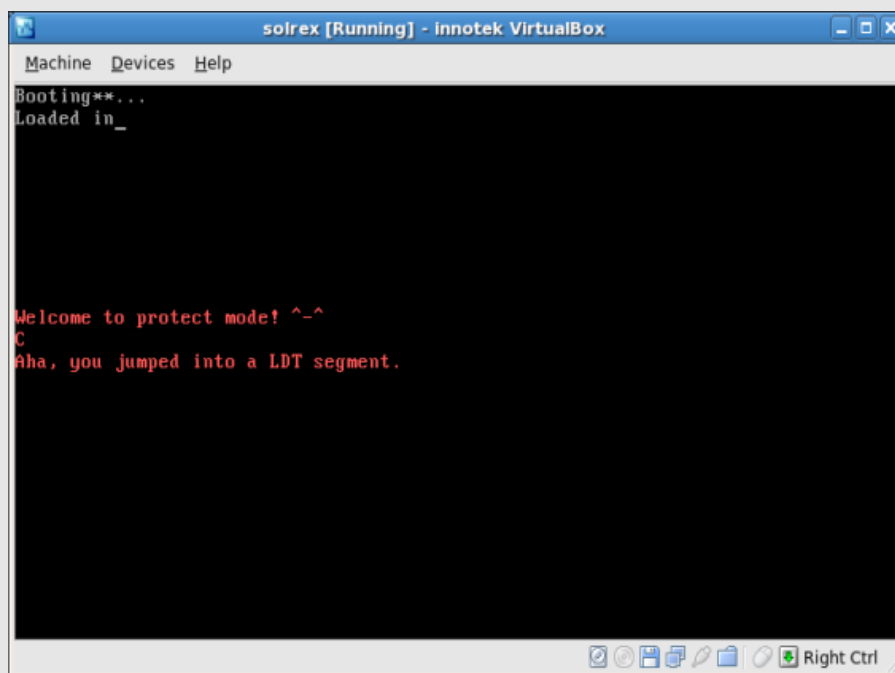 solrex [Running] - innotek VirtualBox
Machine Devices Help
Booting**...
Loaded in_
Welcome to protect mode! ^-^
C
Aha, you jumped into a LDT segment.
Right Ctrl